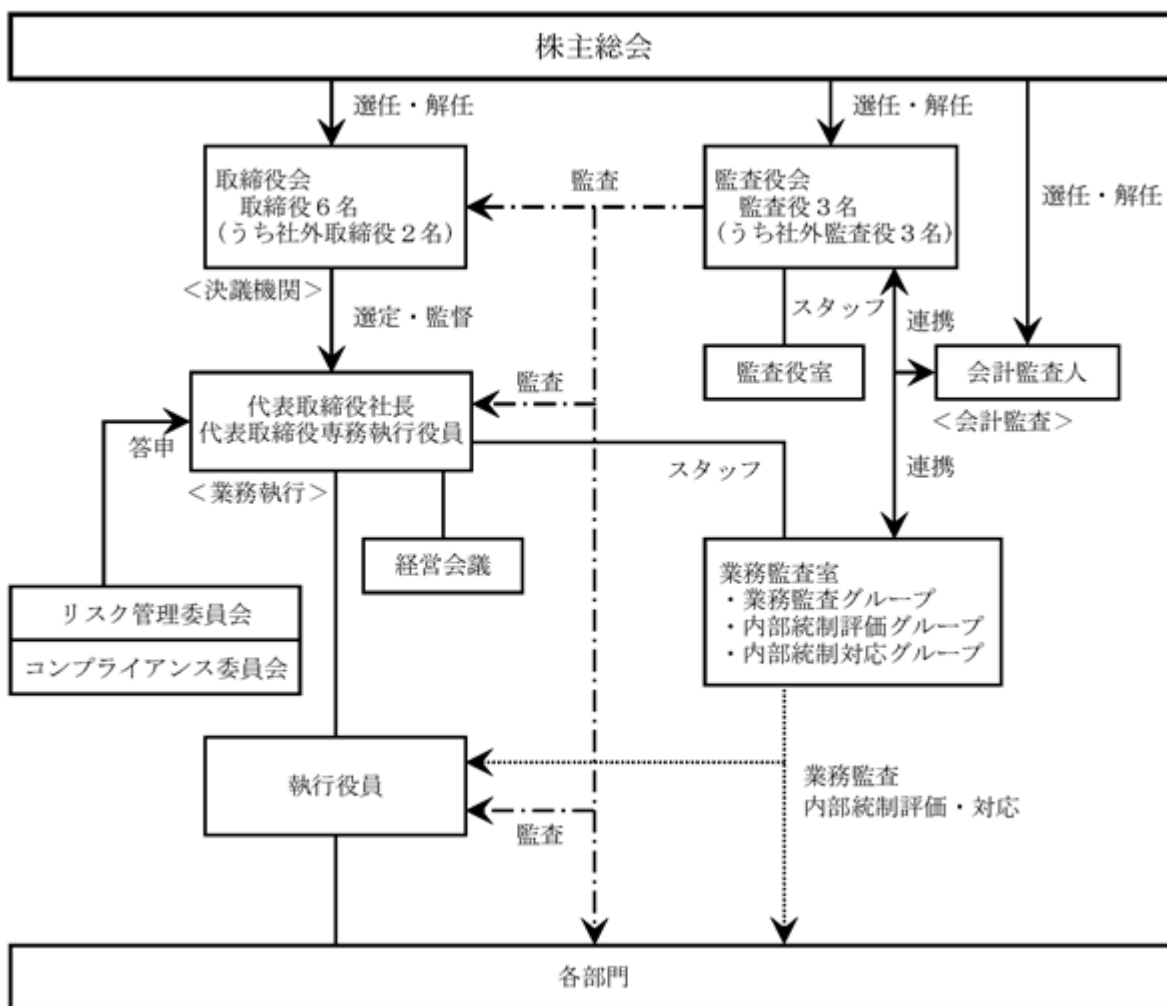 株主総会
選任・解任
選任・解任
選任・解任
取締役会
取締役６名
（うち社外取締役２名）
監査
監査役会
監査役３名
（うち社外監査役３名）
＜決議機関＞
選定・監督
スタッフ
連携
監査役室
会計監査人
＜会計監査＞
監査
代表取締役社長
代表取締役専務執行役員
答申
＜業務執行＞
スタッフ
連携
経営会議
業務監査室
・業務監査グループ
・内部統制評価グループ
・内部統制対応グループ
リスク管理委員会
コンプライアンス委員会
執行役員
監査
業務監査
内部統制評価・対応
各部門